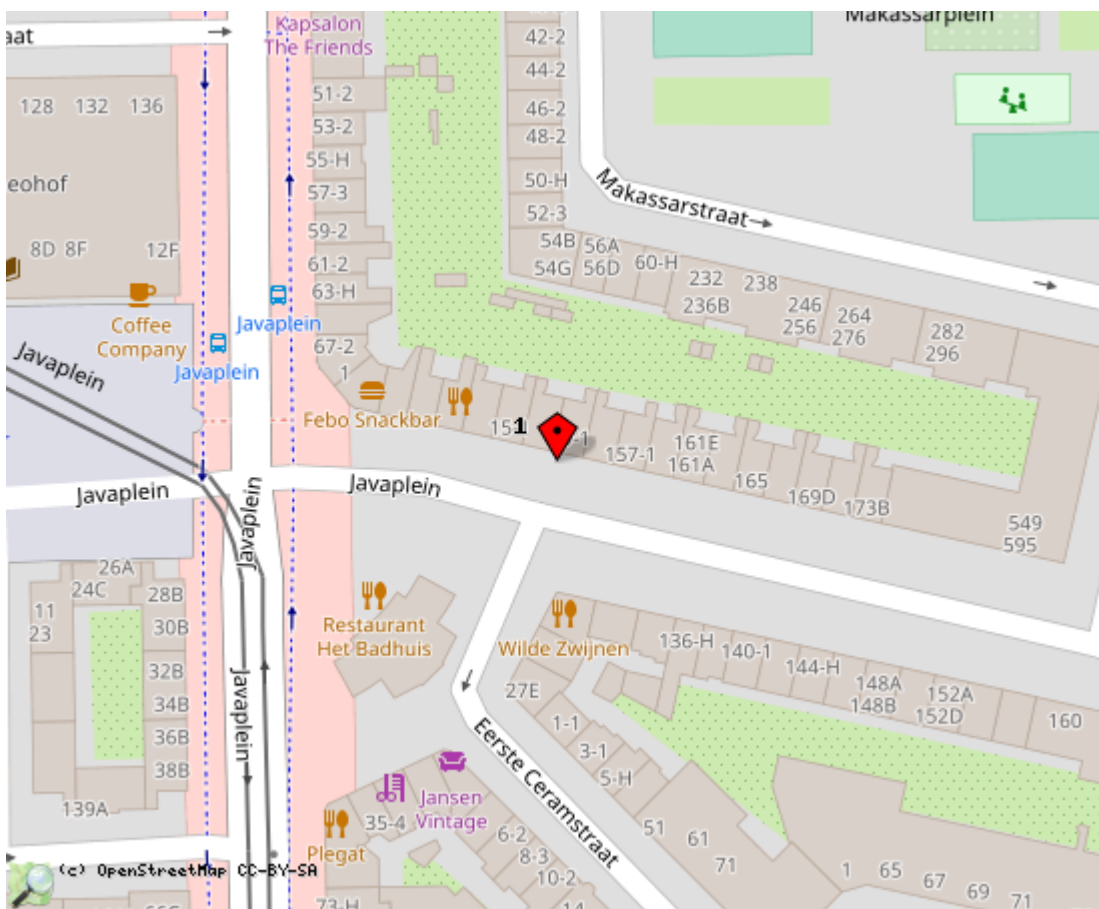 Makassarplein
aat
Kapsalon
The Friends
42-2
44-2
46-2
48-2
50-H
52-3
54B
54G
56A
56D
60-H
128
132
136
eohof
8D
8F
12F
51-2
53-2
55-H
57-3
59-2
61-2
63-H
67-2
1
Makassarstraat
232
236B
238
246
256
264
276
282
296
Coffee
Company
Javaplein
Javaplein
Javaplein
Febo Snackbar
15
1
-1
157-1
161E
161A
165
169D
173B
549
595
Javaplein
Javaplein
Javaplein
26A
24C
28B
11
23
30B
32B
34B
36B
38B
139A
Restaurant
Het Badhuis
Wilde Zwijnen
136-H
140-1
144-H
148A
148B
152A
152D
160
27E
1-1
3-1
5-H
Javaplein
Eerste Ceramstraat
Jansen
Vintage
35-4
Plegat
6-2
8-3
10-2
14
51
61
71
1
65
67
69
71
73-H
(c) OpenStreetMap CC-BY-SA